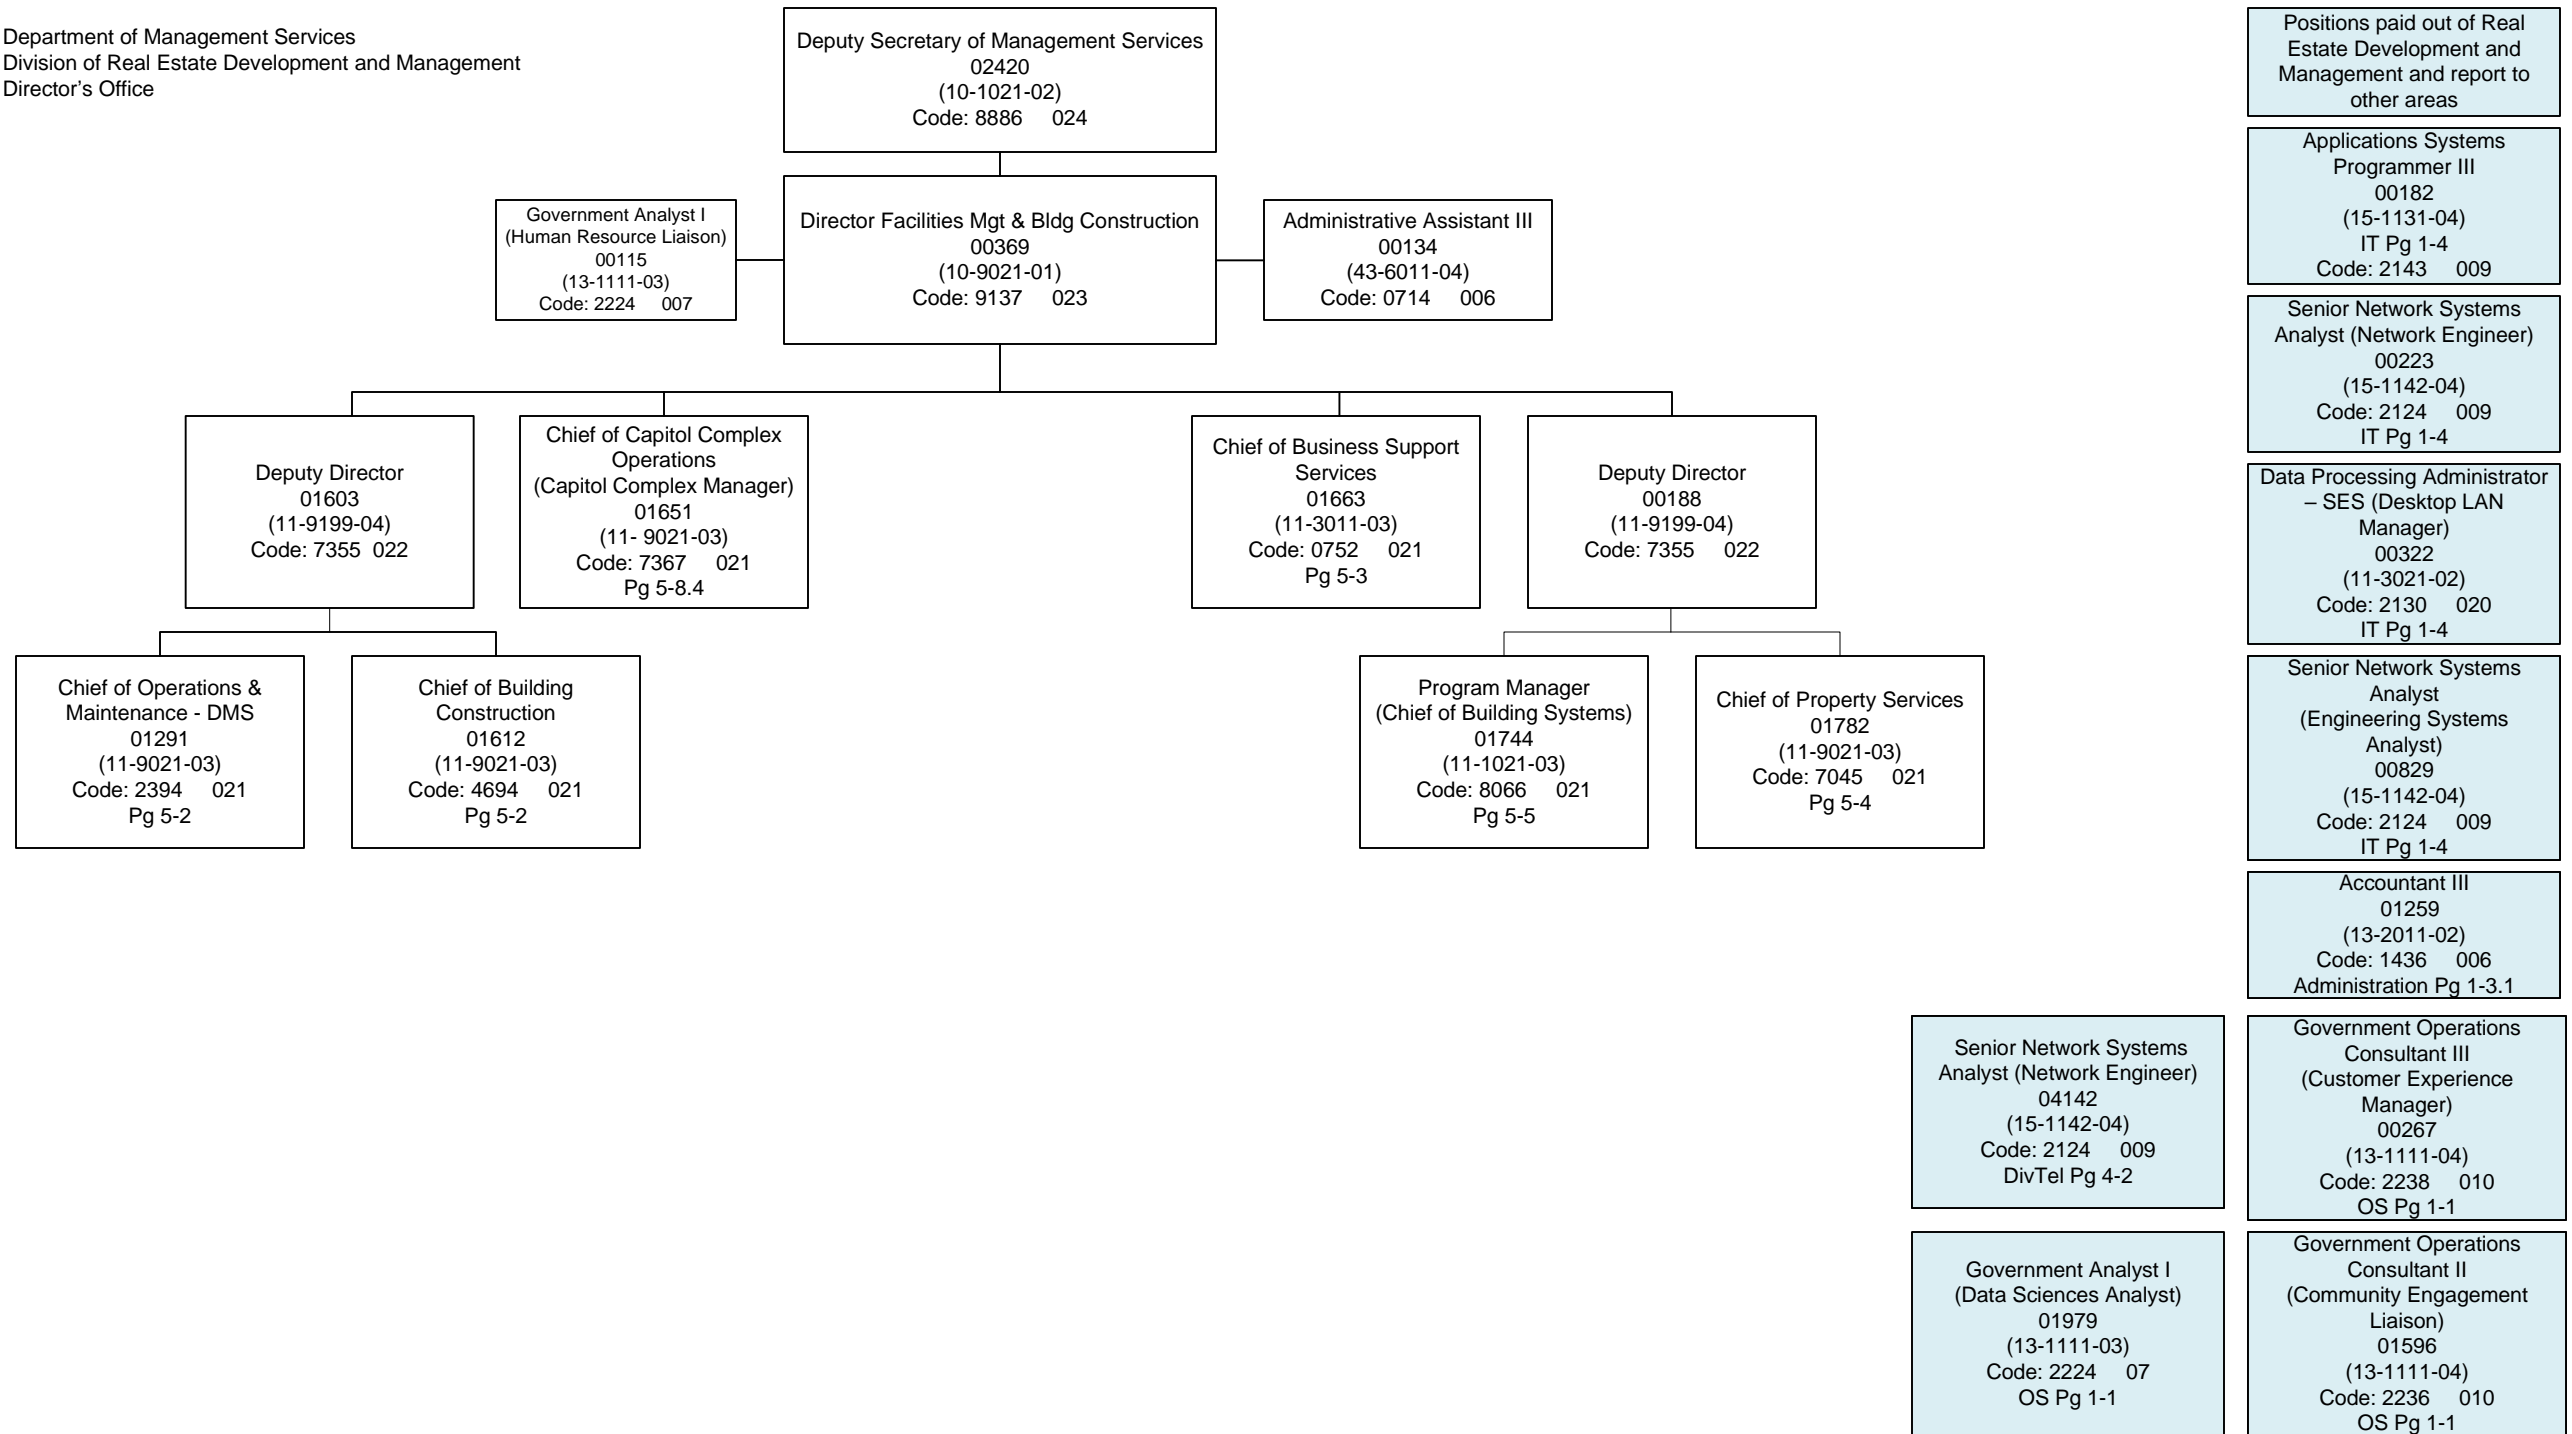 Department of Management Services
Division of Real Estate Development and Management
Director's Office
Deputy Secretary of Management Services
02420
(10-1021-02)
Code: 8886 024
Government Analyst I
(Human Resource Liaison)
00115
(13-1111-03)
Code: 2224 007
Director Facilities Mgt & Bldg Construction
00369
(10-9021-01)
Code: 9137 023
Administrative Assistant III
00134
(43-6011-04)
Code: 0714 006
Deputy Director
01603
(11-9199-04)
Code: 7355 022
Chief of Capitol Complex
Operations
(Capitol Complex Manager)
01651
(11- 9021-03)
Code: 7367 021
Pg 5-8.4
Chief of Business Support
Services
01663
(11-3011-03)
Code: 0752 021
Pg 5-3
Deputy Director
00188
(11-9199-04)
Code: 7355 022
Chief of Operations &
Maintenance - DMS
01291
(11-9021-03)
Code: 2394 021
Pg 5-2
Chief of Building
Construction
01612
(11-9021-03)
Code: 4694 021
Pg 5-2
Program Manager
(Chief of Building Systems)
01744
(11-1021-03)
Code: 8066 021
Pg 5-5
Chief of Property Services
01782
(11-9021-03)
Code: 7045 021
Pg 5-4
Positions paid out of Real
Estate Development and
Management and report to
other areas
Applications Systems
Programmer III
00182
(15-1131-04)
IT Pg 1-4
Code: 2143 009
Senior Network Systems
Analyst (Network Engineer)
00223
(15-1142-04)
Code: 2124 009
IT Pg 1-4
Data Processing Administrator
– SES (Desktop LAN
Manager)
00322
(11-3021-02)
Code: 2130 020
IT Pg 1-4
Senior Network Systems
Analyst
(Engineering Systems
Analyst)
00829
(15-1142-04)
Code: 2124 009
IT Pg 1-4
Accountant III
01259
(13-2011-02)
Code: 1436 006
Administration Pg 1-3.1
Senior Network Systems
Analyst (Network Engineer)
04142
(15-1142-04)
Code: 2124 009
DivTel Pg 4-2
Government Operations
Consultant III
(Customer Experience
Manager)
00267
(13-1111-04)
Code: 2238 010
OS Pg 1-1
Government Analyst I
(Data Sciences Analyst)
01979
(13-1111-03)
Code: 2224 07
OS Pg 1-1
Government Operations
Consultant II
(Community Engagement
Liaison)
01596
(13-1111-04)
Code: 2236 010
OS Pg 1-1